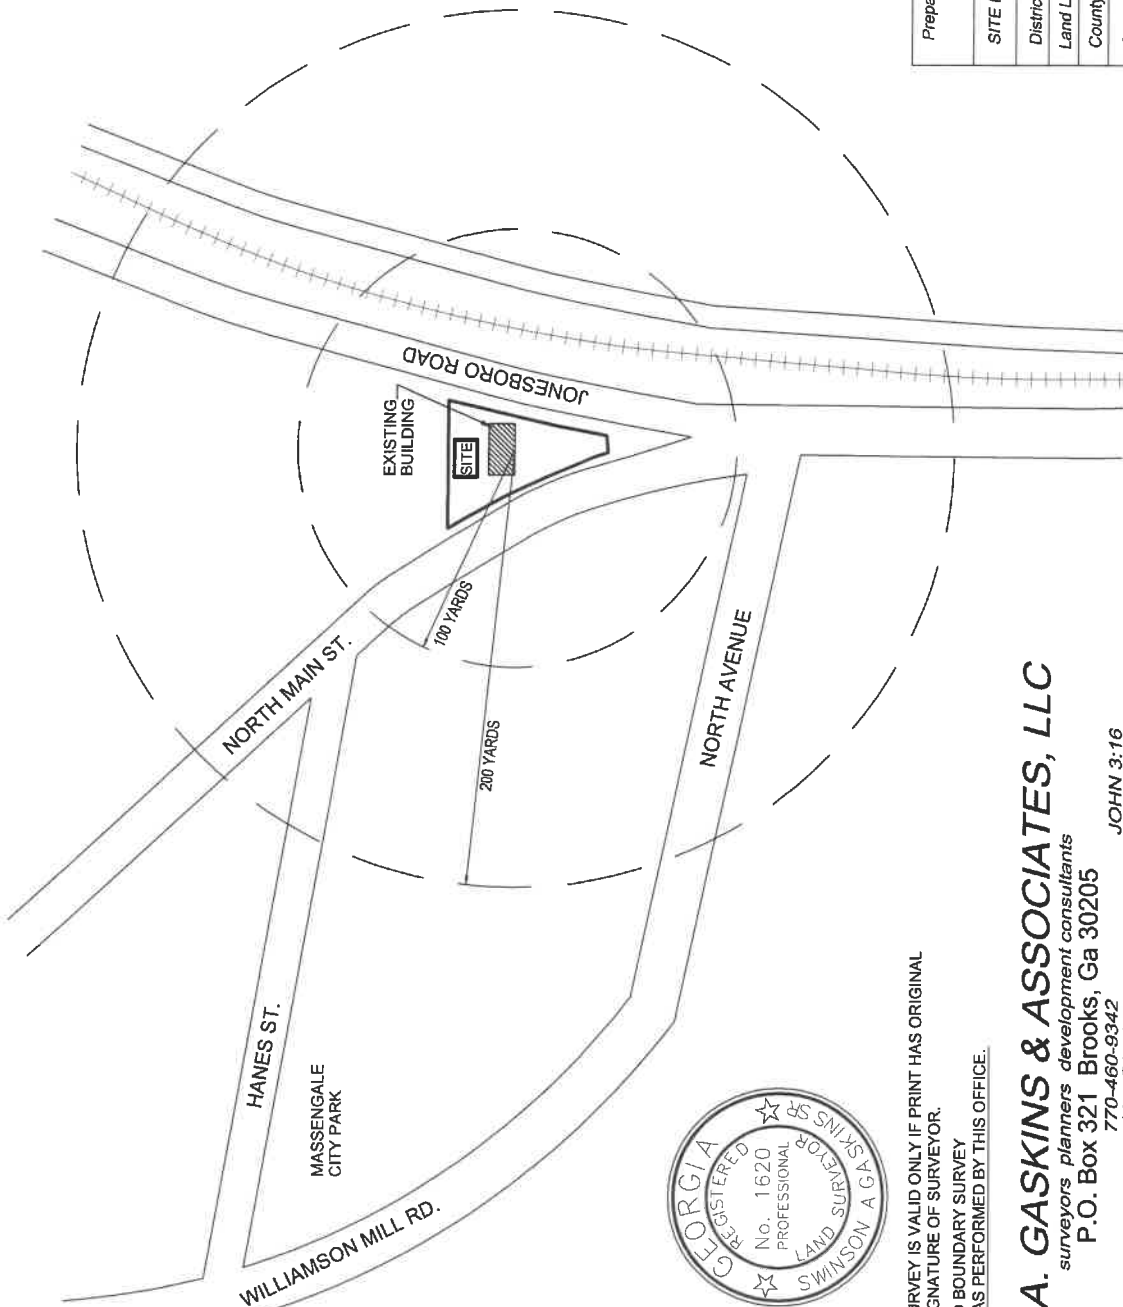 Prepa
SITE
Distric
Land L
County
JONESBORO ROAD
EXISTING
BUILDING
SITE
100 YARDS
NORTH MAIN ST.
200 YARDS
NORTH AVENUE
HANES ST.
MASSENGALE
CITY PARK
WILLIAMSON MILL RD.
GEORGIA
REGISTERED
No. 1620
PROFESSIONAL
LAND SURVEYOR
SWINSON A GASKINS SR
RVEY IS VALID ONLY IF PRINT HAS ORIGINAL
GNATURE OF SURVEYOR.
BOUNDARY SURVEY
AS PERFORMED BY THIS OFFICE.
A. GASKINS & ASSOCIATES, LLC
surveyors planners development consultants
P.O. Box 321 Brooks, Ga 30205
770-460-9342
JOHN 3:16